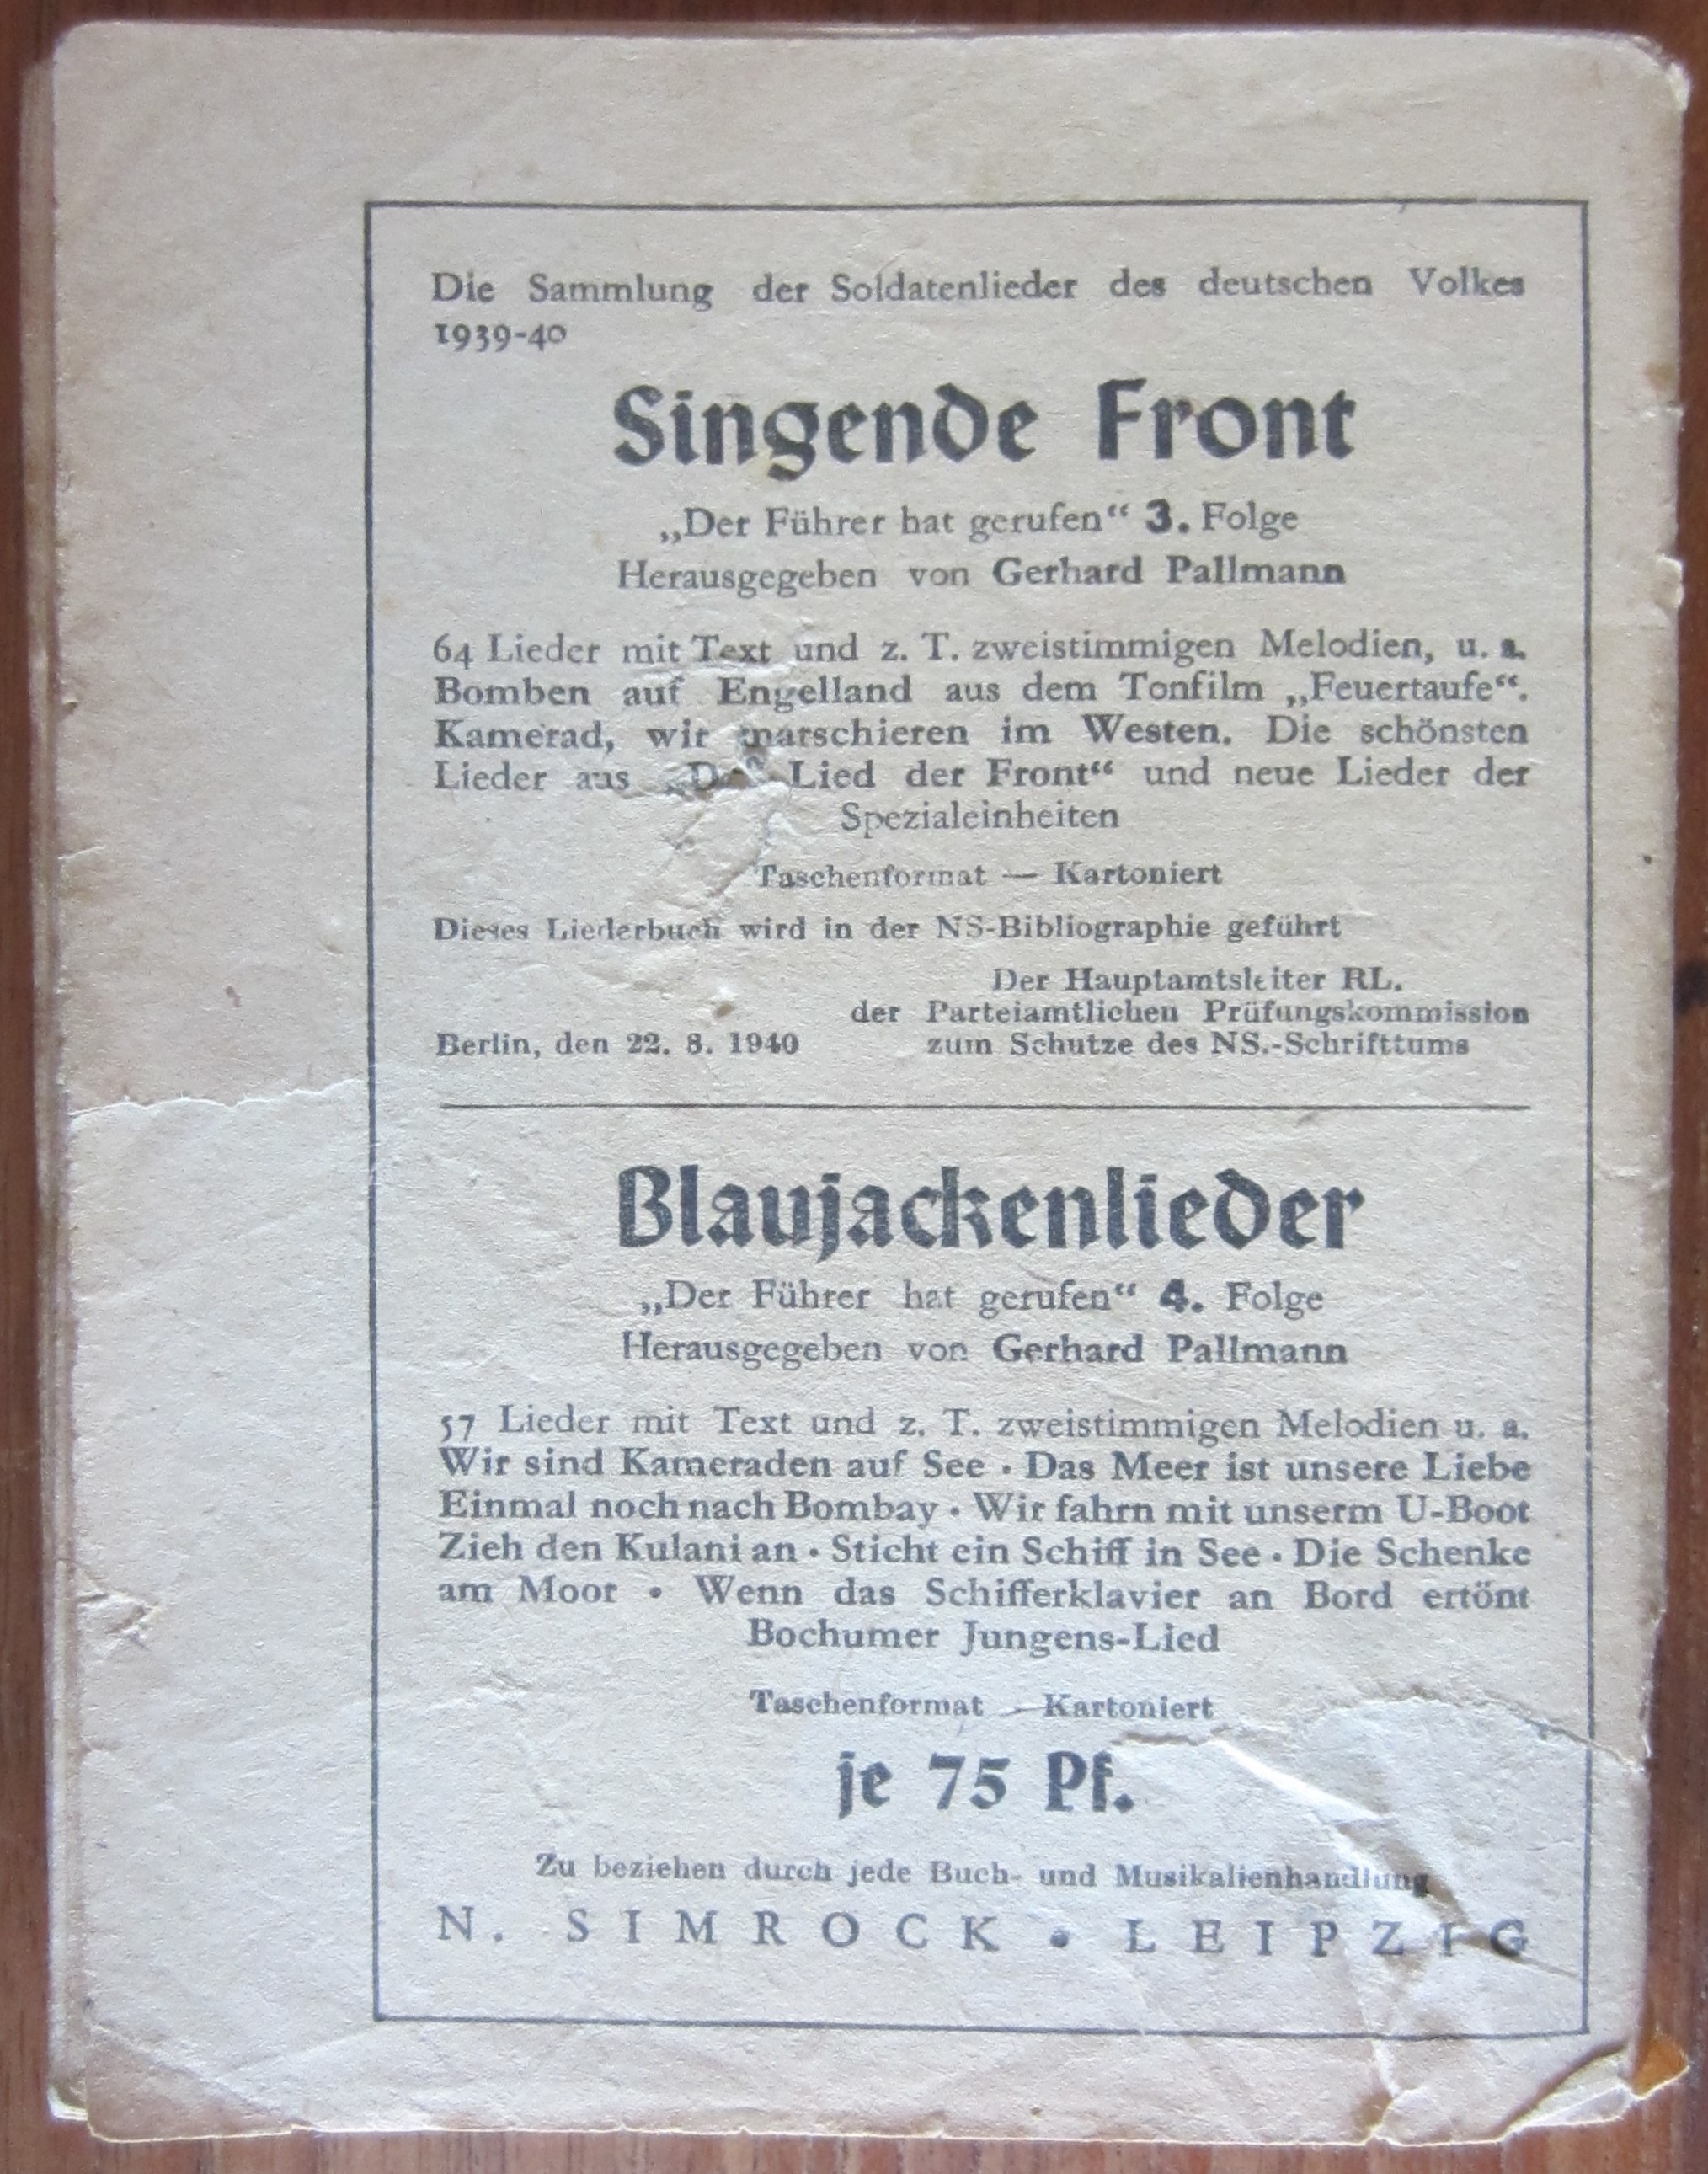 Die Sammlung der Soldatenlieder des deutschen Volkes
1939-40
Singende Front
„Der Führer hat gerufen“ 3. Folge
Herausgegeben von Gerhard Pallmann
64 Lieder mit Text und z. T. zweistimmigen Melodien, u. a.
Bomben auf Engelland aus dem Tonfilm „Feuertaufe“.
Kamerad, wir marschieren im Westen. Die schönsten
Lieder aus „Das Lied der Front“ und neue Lieder der
Spezialeinheiten
Taschenformat — Kartoniert
Dieses Liederbuch wird in der NS-Bibliographie geführt
Der Hauptamtsleiter RL.
der Parteiamtlichen Prüfungskommission
Berlin, den 22. 8. 1940 zum Schutze des NS.-Schrifttums
Blaujackenlieder
„Der Führer hat gerufen“ 4. Folge
Herausgegeben von Gerhard Pallmann
57 Lieder mit Text und z. T. zweistimmigen Melodien u. a.
Wir sind Kameraden auf See • Das Meer ist unsere Liebe
Einmal noch nach Bombay • Wir fahrn mit unserm U-Boot
Zieh den Kulani an • Sticht ein Schiff in See • Die Schenke
am Moor • Wenn das Schifferklavier an Bord ertönt
Bochumer Jungens-Lied
Taschenformat — Kartoniert
je 75 Pf.
Zu beziehen durch jede Buch- und Musikalienhandlung
N. SIMROCK • LEIPZIG